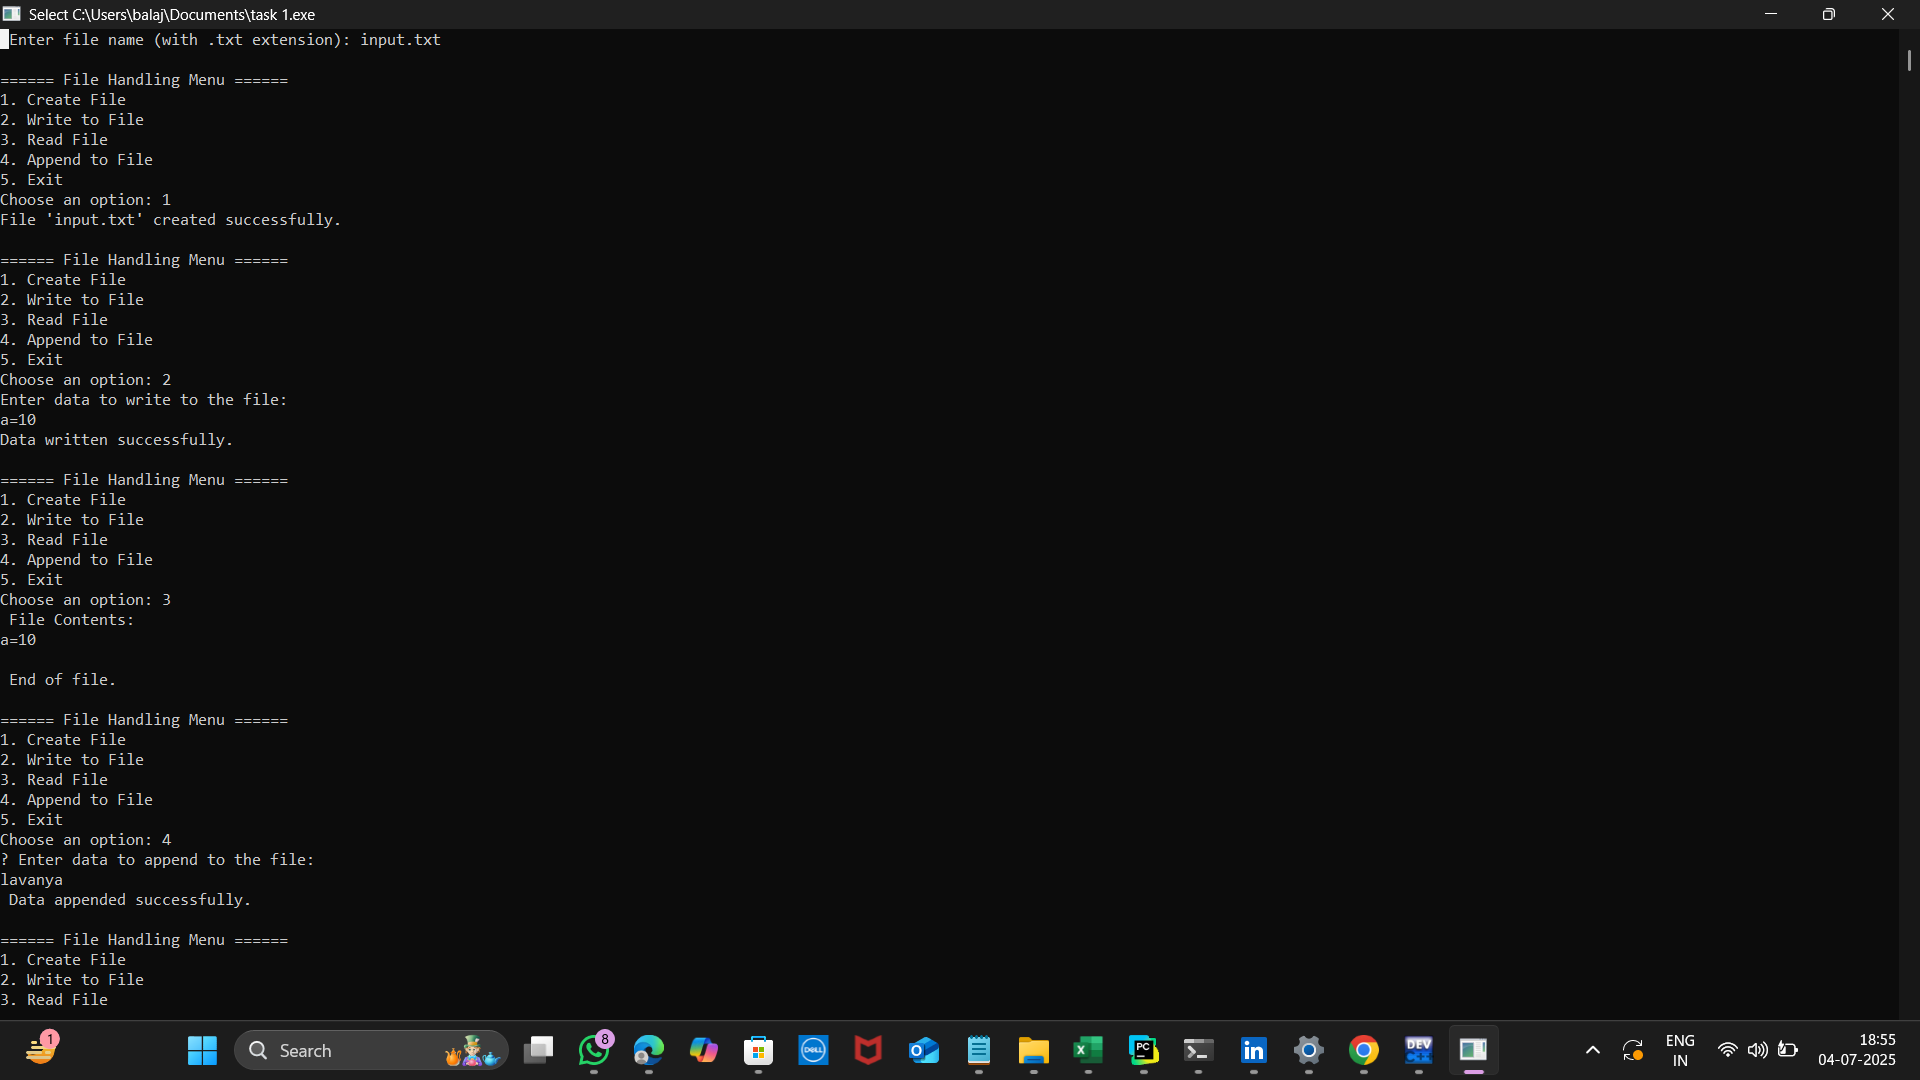 Select C:\Users\balaj\Documents\task 1.exe
Enter file name (with .txt extension): input.txt
====== File Handling Menu ======
1. Create File
2. Write to File
3. Read File
4. Append to File
5. Exit
Choose an option: 1
File 'input.txt' created successfully.
====== File Handling Menu ======
1. Create File
2. Write to File
3. Read File
4. Append to File
5. Exit
Choose an option: 2
Enter data to write to the file:
a=10
Data written successfully.
====== File Handling Menu ======
1. Create File
2. Write to File
3. Read File
4. Append to File
5. Exit
Choose an option: 3
File Contents:
a=10
End of file.
====== File Handling Menu ======
1. Create File
2. Write to File
3. Read File
4. Append to File
5. Exit
Choose an option: 4
? Enter data to append to the file:
lavanya
Data appended successfully.
====== File Handling Menu ======
1. Create File
2. Write to File
3. Read File
1
Search
8
DELL
O
X
PC
in
DEV
C++
ENG
IN
18:55
04-07-2025